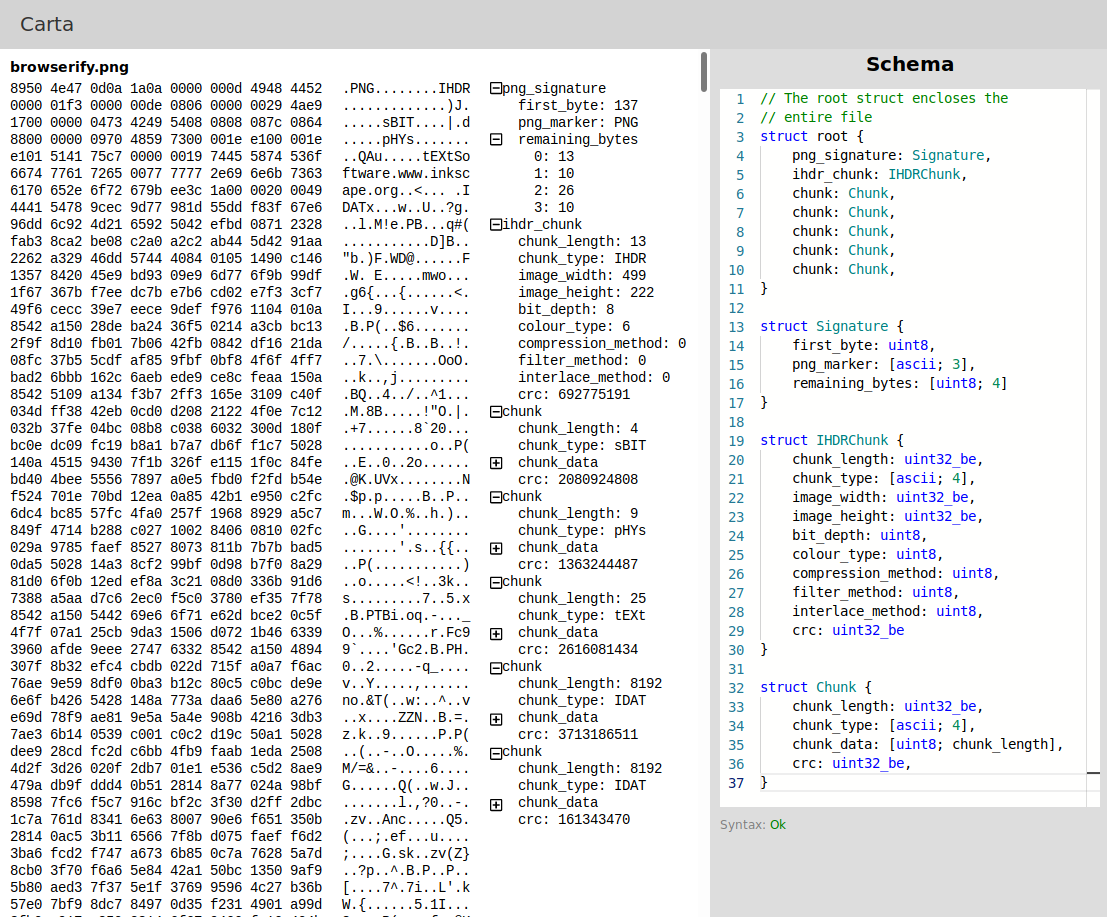 Carta
browserify.png
8950 4e47 0d0a 1a0a 0000 000d 4948 4452
0000 01f3 0000 00de 0806 0000 0029 4ae9
1700 0000 0473 4249 5408 0808 087c 0864
8800 0000 0970 4859 7300 001e e100 001e
e101 5141 75c7 0000 0019 7445 5874 536f
6674 7761 7265 0077 7777 2e69 6e6b 7363
6170 652e 6f72 679b ee3c 1a00 0020 0049
4441 5478 9cec 9d77 981d 55dd f83f 67e6
96dd 6c92 4d21 6592 5042 efbd 0871 2328
fab3 8ca2 be08 c2a0 a2c2 ab44 5d42 91aa
2262 a329 46dd 5744 4084 0105 1490 c146
1357 8420 45e9 bd93 09e9 6d77 6f9b 99df
1f67 367b f7ee dc7b e7b6 cd02 e7f3 3cf7
49f6 cecc 39e7 eece 9def f976 1104 010a
8542 a150 28de ba24 36f5 0214 a3cb bc13
2f9f 8d10 fb01 7b06 42fb 0842 df16 21da
08fc 37b5 5cdf af85 9fbf 0bf8 4f6f 4ff7
bad2 6bbb 162c 6aeb ede9 ce8c feaa 150a
8542 5109 a134 f3b7 2ff3 165e 3109 c40f
034d ff38 42eb 0cd0 d208 2122 4f0e 7c12
032b 37fe 04bc 08b8 c038 6032 300d 180f
bc0e dc09 fc19 b8a1 b7a7 db6f f1c7 5028
140a 4515 9430 7f1b 326f e115 1f0c 84fe
bd40 4bee 5556 7897 a0e5 fbd0 f2fd b54e
f524 701e 70bd 12ea 0a85 42b1 e950 c2fc
6dc4 bc85 57fc 4fa0 257f 1968 8929 a5c7
849f 4714 b288 c027 1002 8406 0810 02fc
029a 9785 faef 8527 8073 811b 7b7b bad5
0da5 5028 14a3 8cf2 99bf 0d98 b7f0 8a29
81d0 6f0b 12ed ef8a 3c21 08d0 336b 91d6
7388 a5aa d7c6 2ec0 f5c0 3780 ef35 7f78
8542 a150 5442 69e6 6f71 e62d bce2 0c5f
4f7f 07a1 25cb 9da3 1506 d072 1b46 6339
3960 afde 9eee 2747 6332 8542 a150 4894
307f 8b32 efc4 cbdb 022d 715f a0a7 f6ac
76ae 9e59 8df0 0ba3 b12c 80c5 c0bc de9e
6e6f b426 5428 148a 773a daa6 5e80 a276
e69d 78f9 ae81 9e5a 5a4e 908b 4216 3db3
7ae3 6b14 0539 c001 c0c2 d19c 50a1 5028
dee9 28cd fc2d c6bb 4fb9 faab 1eda 2508
4d2f 3d26 020f 2db7 01e1 e536 c5d2 8ae9
479a db9f ddd4 0b51 2814 8a77 024a 98bf
8598 7fc6 f5c7 916c bf2c 3f30 d2ff 2dbc
1c7a 761d 8341 6e63 8007 90e6 f651 350b
2814 0ac5 3b11 6566 7f8b d075 faef f6d2
3ba6 fcd2 f747 a673 6b85 0c7a 7628 5a7d
8cb0 3f70 f6a6 5e84 42a1 50bc 1350 9af9
5b80 aed3 7f37 5e1f 3769 9596 4c27 b36b
57e0 7bf9 8dc7 8497 0d35 f231 4901 a99d
.PNG........IHDR
.............)J.
.....sBIT....|.d
.....pHYs.......
..QAu.....tEXtSo
ftware.www.inksc
ape.org..<... .I
DATx...w..U..?g.
..l.M!e.PB...q#(
...........D]B..
"b.)F.WD@......F
.W. E.....mwo...
.g6{...{......<.
I...9......v....
.B.P(..$6.......
/.....{.B..B..!.
..7.\.......OoO.
..k..,j.........
.BQ..4../..^1...
.M.8B.....!"O.|.
.+7......8`20...
...........o..P(
..E..0..2o......
.@K.UVx........N
.$p.p.....B..P..
m...W.O.%..h.)..
..G....'........
.......'.s..{{..
..P(...........)
..o.....<!..3k..
s.........7..5.x
.B.PTBi.oq.-..._
O...%......r.Fc9
9`....'Gc2.B.PH.
0..2.....-q_....
v..Y.....,......
no.&T(..w:..^..v
..x....ZZN..B.=.
z.k..9......P.P(
..(..-..O.....%.
M/=&..-....6....
G......Q(..w.J..
.......l.,?0..-.
.zv..Anc.....Q5.
(...;.ef...u....
;....G.sk..zv(Z}
..?p..^.B.P..P..
[....7^.7i..L'.k
W.{......5.1I...
png_signature
first_byte: 137
png_marker: PNG
remaining_bytes
0: 13
1: 10
2: 26
3: 10
ihdr_chunk
chunk_length: 13
chunk_type: IHDR
image_width: 499
image_height: 222
bit_depth: 8
colour_type: 6
compression_method: 0
filter_method: 0
interlace_method: 0
crc: 692775191
chunk
chunk_length: 4
chunk_type: sBIT
chunk_data
crc: 2080924808
chunk
chunk_length: 9
chunk_type: pHYs
chunk_data
crc: 1363244487
chunk
chunk_length: 25
chunk_type: tEXt
chunk_data
crc: 2616081434
chunk
chunk_length: 8192
chunk_type: IDAT
chunk_data
crc: 3713186511
chunk
chunk_length: 8192
chunk_type: IDAT
chunk_data
crc: 161343470
Schema
1 // The root struct encloses the
2 // entire file
3 struct root {
4 png_signature: Signature,
5 ihdr_chunk: IHDRChunk,
6 chunk: Chunk,
7 chunk: Chunk,
8 chunk: Chunk,
9 chunk: Chunk,
10 chunk: Chunk,
11 }
12
13 struct Signature {
14 first_byte: uint8,
15 png_marker: [ascii; 3],
16 remaining_bytes: [uint8; 4]
17 }
18
19 struct IHDRChunk {
20 chunk_length: uint32_be,
21 chunk_type: [ascii; 4],
22 image_width: uint32_be,
23 image_height: uint32_be,
24 bit_depth: uint8,
25 colour_type: uint8,
26 compression_method: uint8,
27 filter_method: uint8,
28 interlace_method: uint8,
29 crc: uint32_be
30 }
31
32 struct Chunk {
33 chunk_length: uint32_be,
34 chunk_type: [ascii; 4],
35 chunk_data: [uint8; chunk_length],
36 crc: uint32_be,
37 }
Syntax: Ok